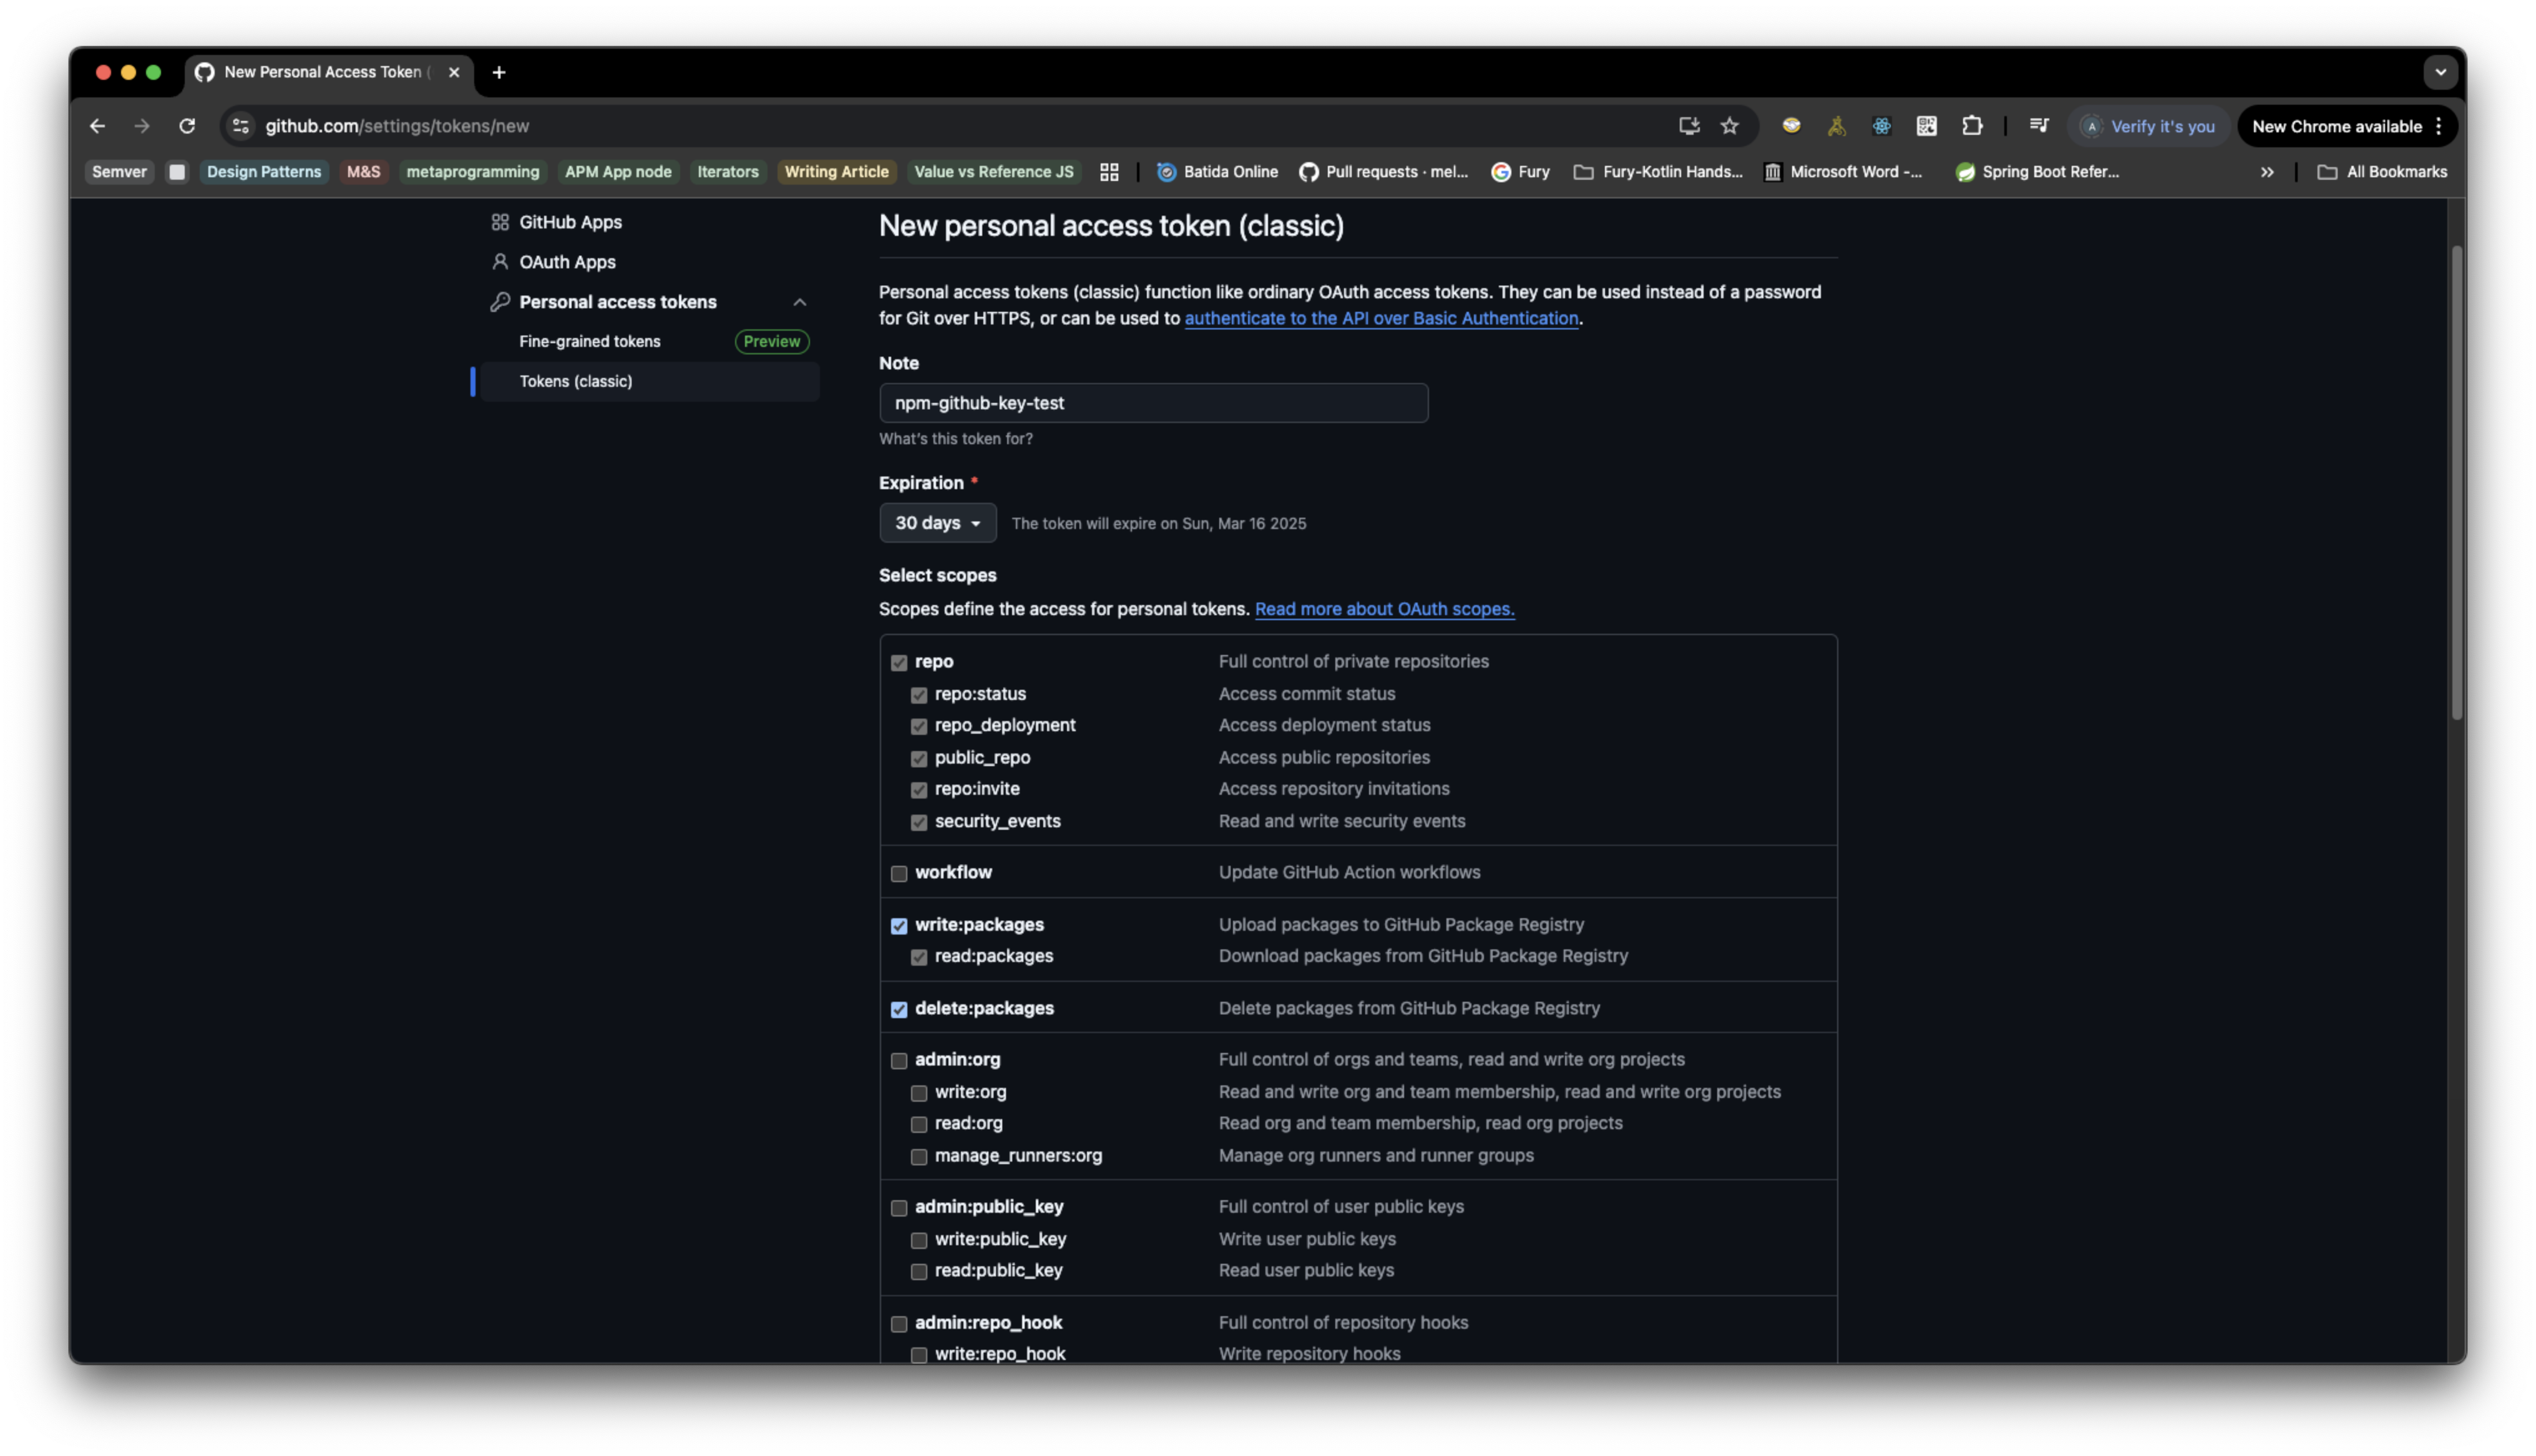 New Personal Access Token (
github.com/settings/tokens/new
Verify it's you
New Chrome available
Semver
Design Patterns
M&S
metaprogramming
APM App node
Iterators
Writing Article
Value vs Reference JS
Batida Online
Pull requests · mel...
Fury
Fury-Kotlin Hands...
Microsoft Word -...
Spring Boot Refer...
All Bookmarks
GitHub Apps
OAuth Apps
Personal access tokens
Fine-grained tokens
Preview
Tokens (classic)
New personal access token (classic)
Personal access tokens (classic) function like ordinary OAuth access tokens. They can be used instead of a password
for Git over HTTPS, or can be used to authenticate to the API over Basic Authentication.
Note
npm-github-key-test
What's this token for?
Expiration *
30 days
The token will expire on Sun, Mar 16 2025
Select scopes
Scopes define the access for personal tokens. Read more about OAuth scopes.
repo Full control of private repositories
repo:status Access commit status
repo_deployment Access deployment status
public_repo Access public repositories
repo:invite Access repository invitations
security_events Read and write security events
workflow Update GitHub Action workflows
write:packages Upload packages to GitHub Package Registry
read:packages Download packages from GitHub Package Registry
delete:packages Delete packages from GitHub Package Registry
admin:org Full control of orgs and teams, read and write org projects
write:org Read and write org and team membership, read and write org projects
read:org Read org and team membership, read org projects
manage_runners:org Manage org runners and runner groups
admin:public_key Full control of user public keys
write:public_key Write user public keys
read:public_key Read user public keys
admin:repo_hook Full control of repository hooks
write:repo_hook Write repository hooks